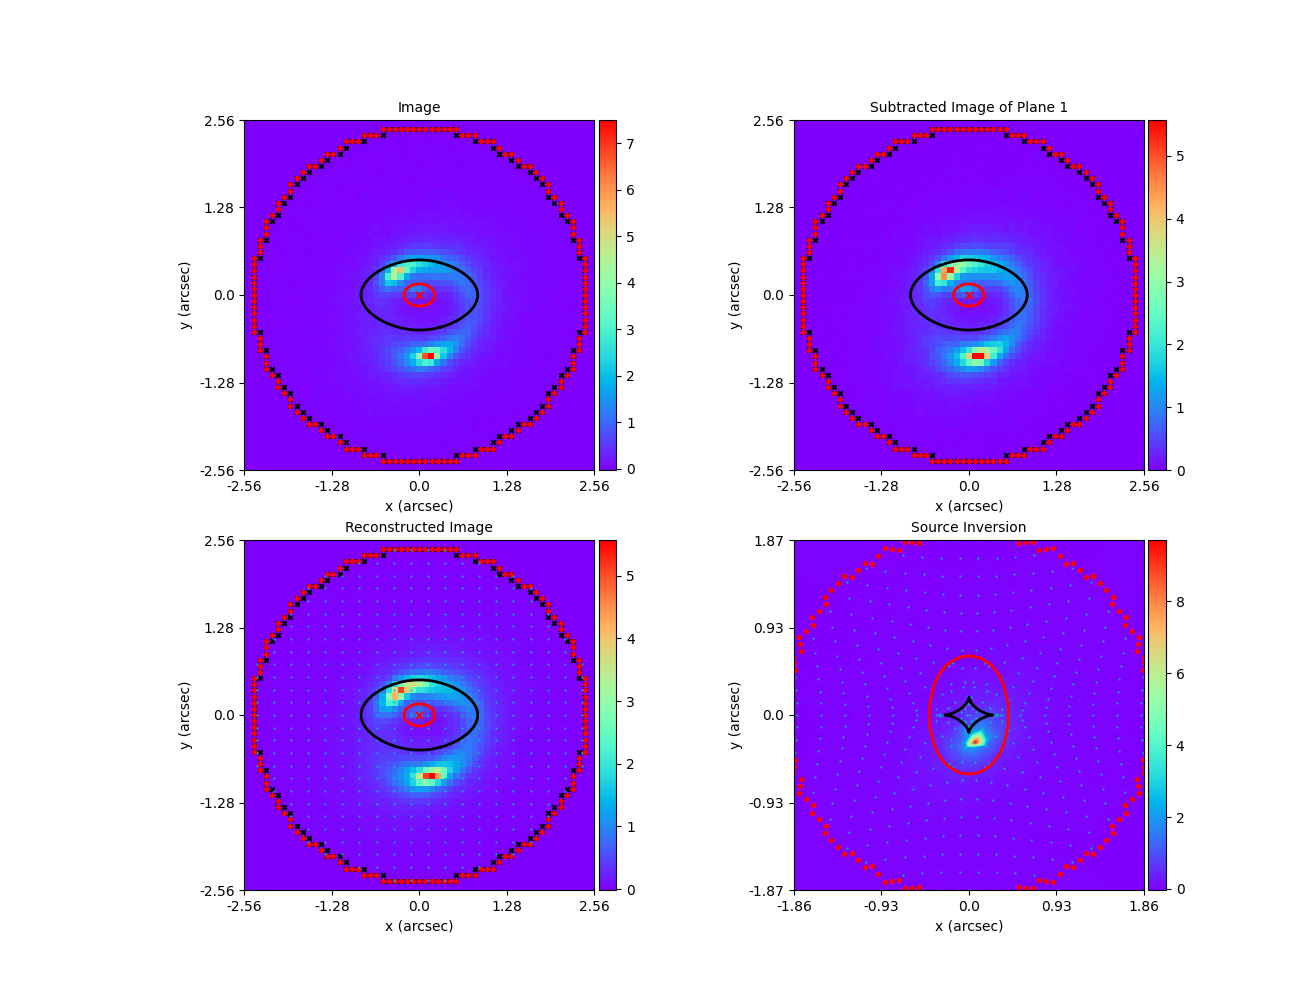 Image
2.56
1.28
0.0
-1.28
-2.56
y (arcsec)
-2.56 -1.28 0.0 1.28 2.56
x (arcsec)
7
6
5
4
3
2
1
0
Subtracted Image of Plane 1
2.56
1.28
0.0
-1.28
-2.56
y (arcsec)
-2.56 -1.28 0.0 1.28 2.56
x (arcsec)
5
4
3
2
1
0
Reconstructed Image
2.56
1.28
0.0
-1.28
-2.56
y (arcsec)
-2.56 -1.28 0.0 1.28 2.56
x (arcsec)
5
4
3
2
1
0
Source Inversion
1.87
0.93
0.0
-0.93
-1.87
y (arcsec)
-1.86 -0.93 0.0 0.93 1.86
x (arcsec)
8
6
4
2
0